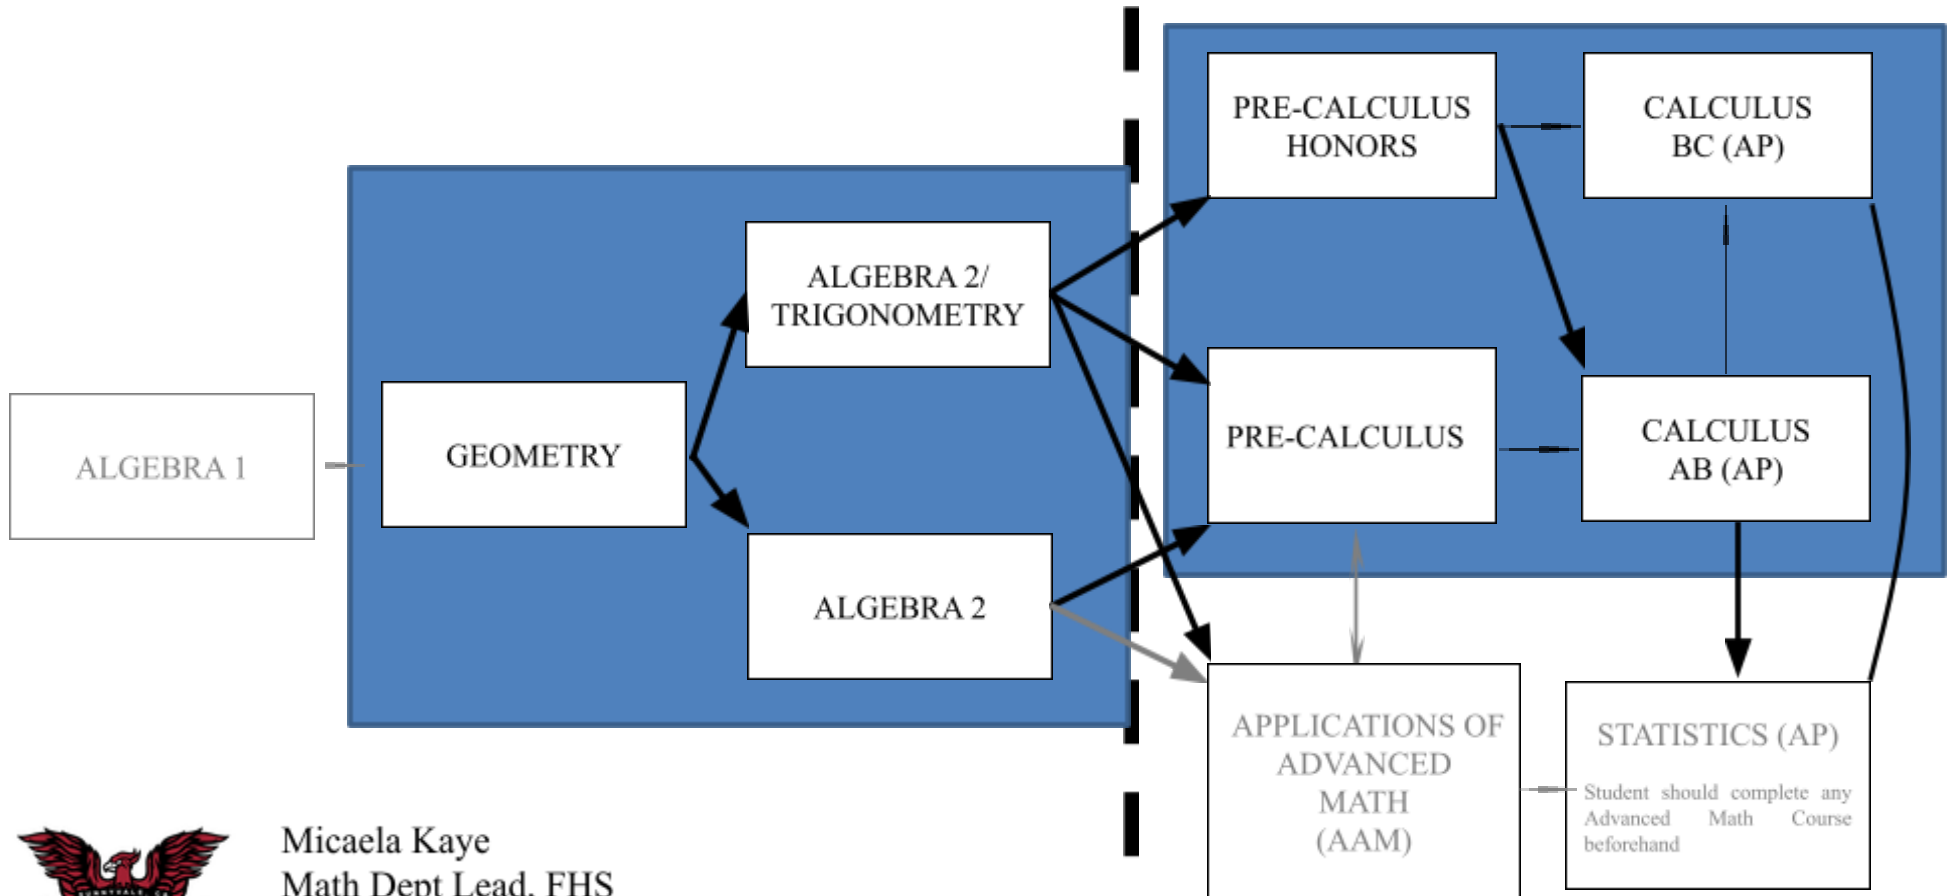 PRE-CALCULUS
HONORS
CALCULUS
BC (AP)
ALGEBRA 2/
TRIGONOMETRY
ALGEBRA 1
GEOMETRY
PRE-CALCULUS
CALCULUS
AB (AP)
ALGEBRA 2
APPLICATIONS OF
ADVANCED
MATH
(AAM)
STATISTICS (AP)
Student should complete any
Advanced Math Course
beforehand
Micaela Kaye
Math Dept Lead, FHS